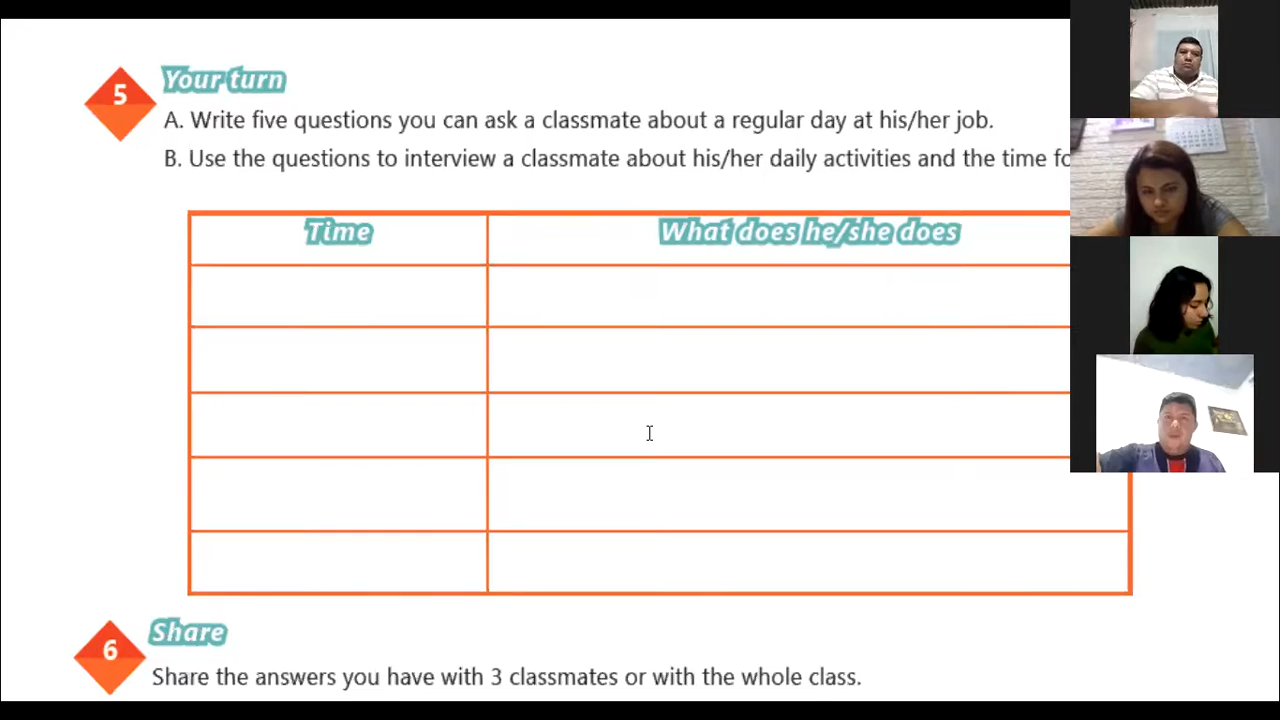 5
Your turn
A. Write five questions you can ask a classmate about a regular day at his/her job.
B. Use the questions to interview a classmate about his/her daily activities and the time
Time
What does he/she does
6
Share
Share the answers you have with 3 classmates or with the whole class.